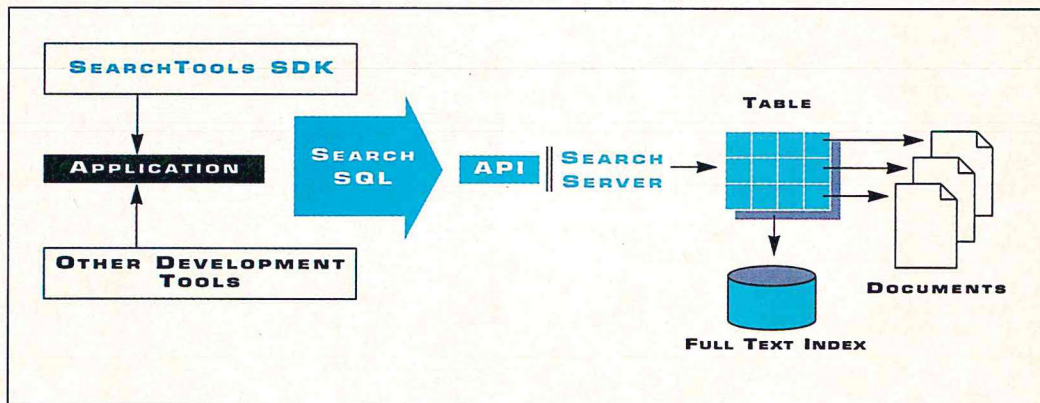 SEARCHTOOLS SDK
APPLICATION
OTHER DEVELOPMENT
TOOLS
SEARCH
SQL
API
SEARCH
SERVER
TABLE
DOCUMENTS
FULL TEXT INDEX